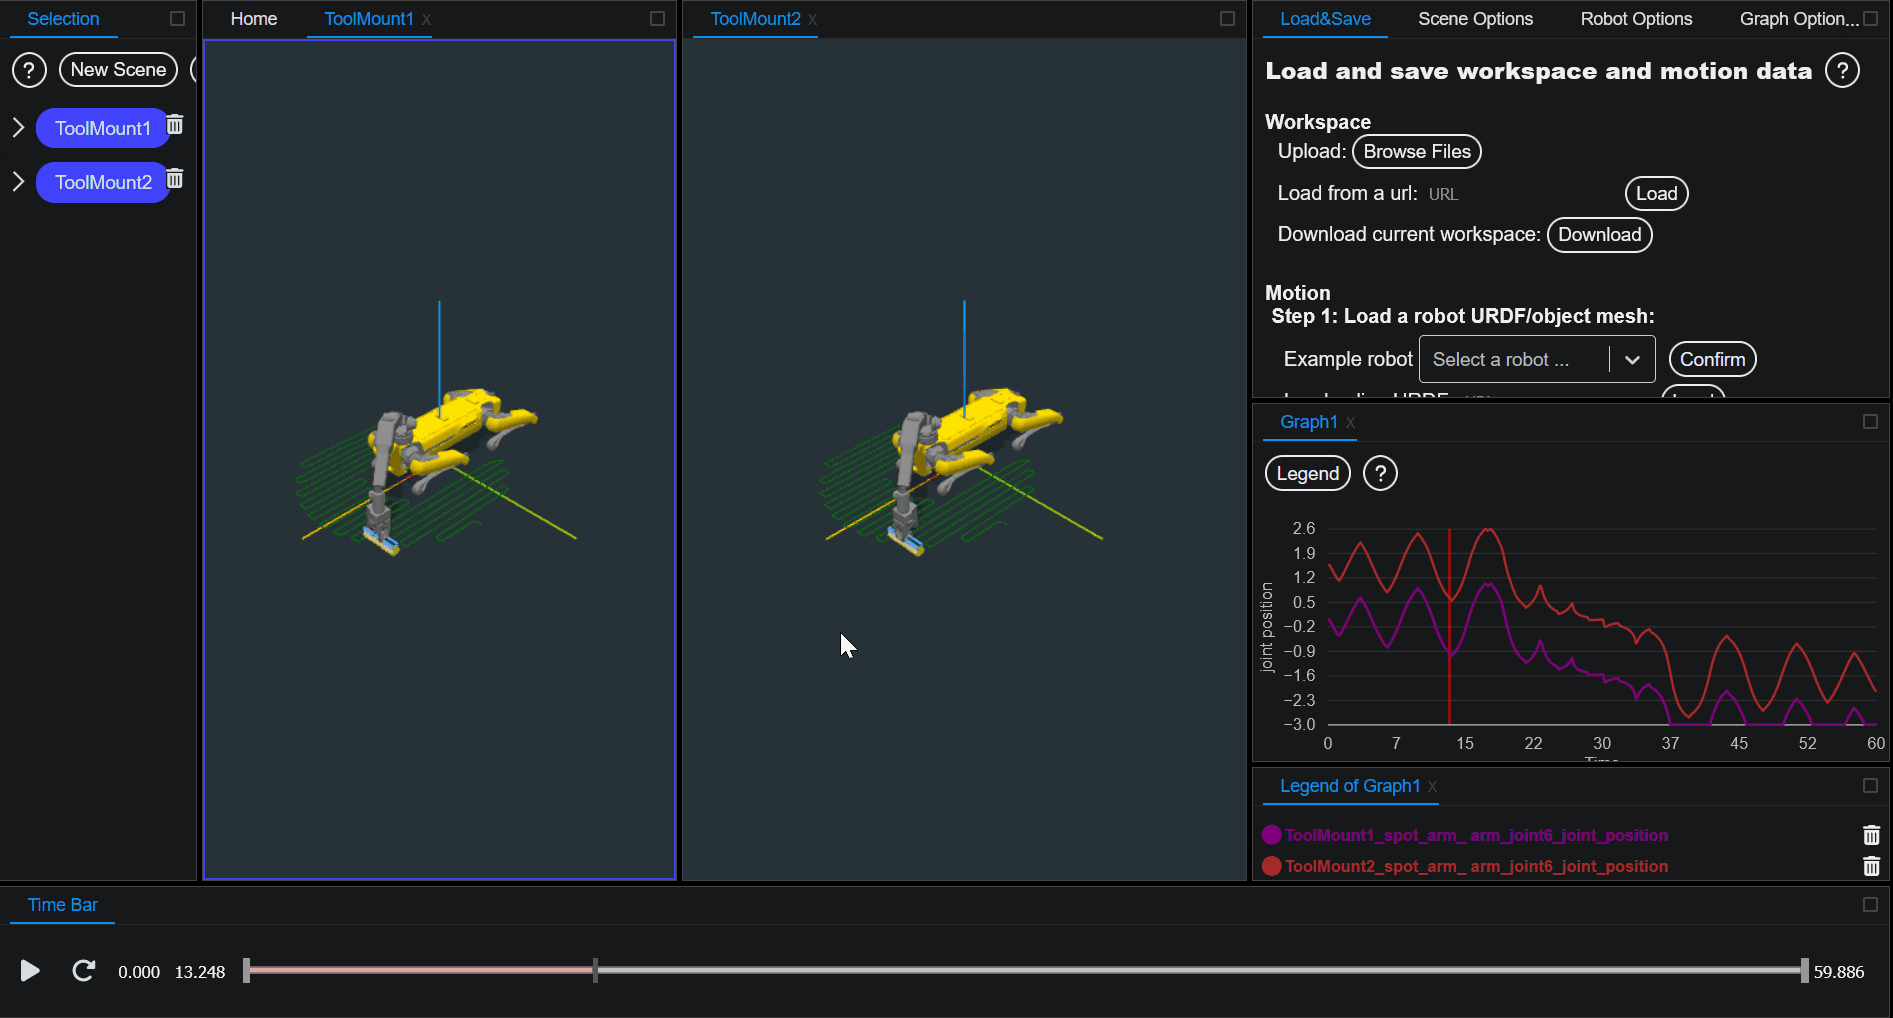 Selection
? New Scene
ToolMount1
ToolMount2
Home ToolMount1 x
ToolMount2 x
Load&Save Scene Options Robot Options Graph Option...
Load and save workspace and motion data ?
Workspace
Upload: Browse Files
Load from a url: URL Load
Download current workspace: Download
Motion
Step 1: Load a robot URDF/object mesh:
Example robot Select a robot ... Confirm
Graph1 x
Legend ?
joint position
2.6
1.9
1.2
0.5
−0.2
−0.9
−1.6
−2.3
−3.0
0 7 15 22 30 37 45 52 60
Time
Legend of Graph1 x
ToolMount1_spot_arm_ arm_joint6_joint_position
ToolMount2_spot_arm_ arm_joint6_joint_position
Time Bar
0.000 13.248 59.886